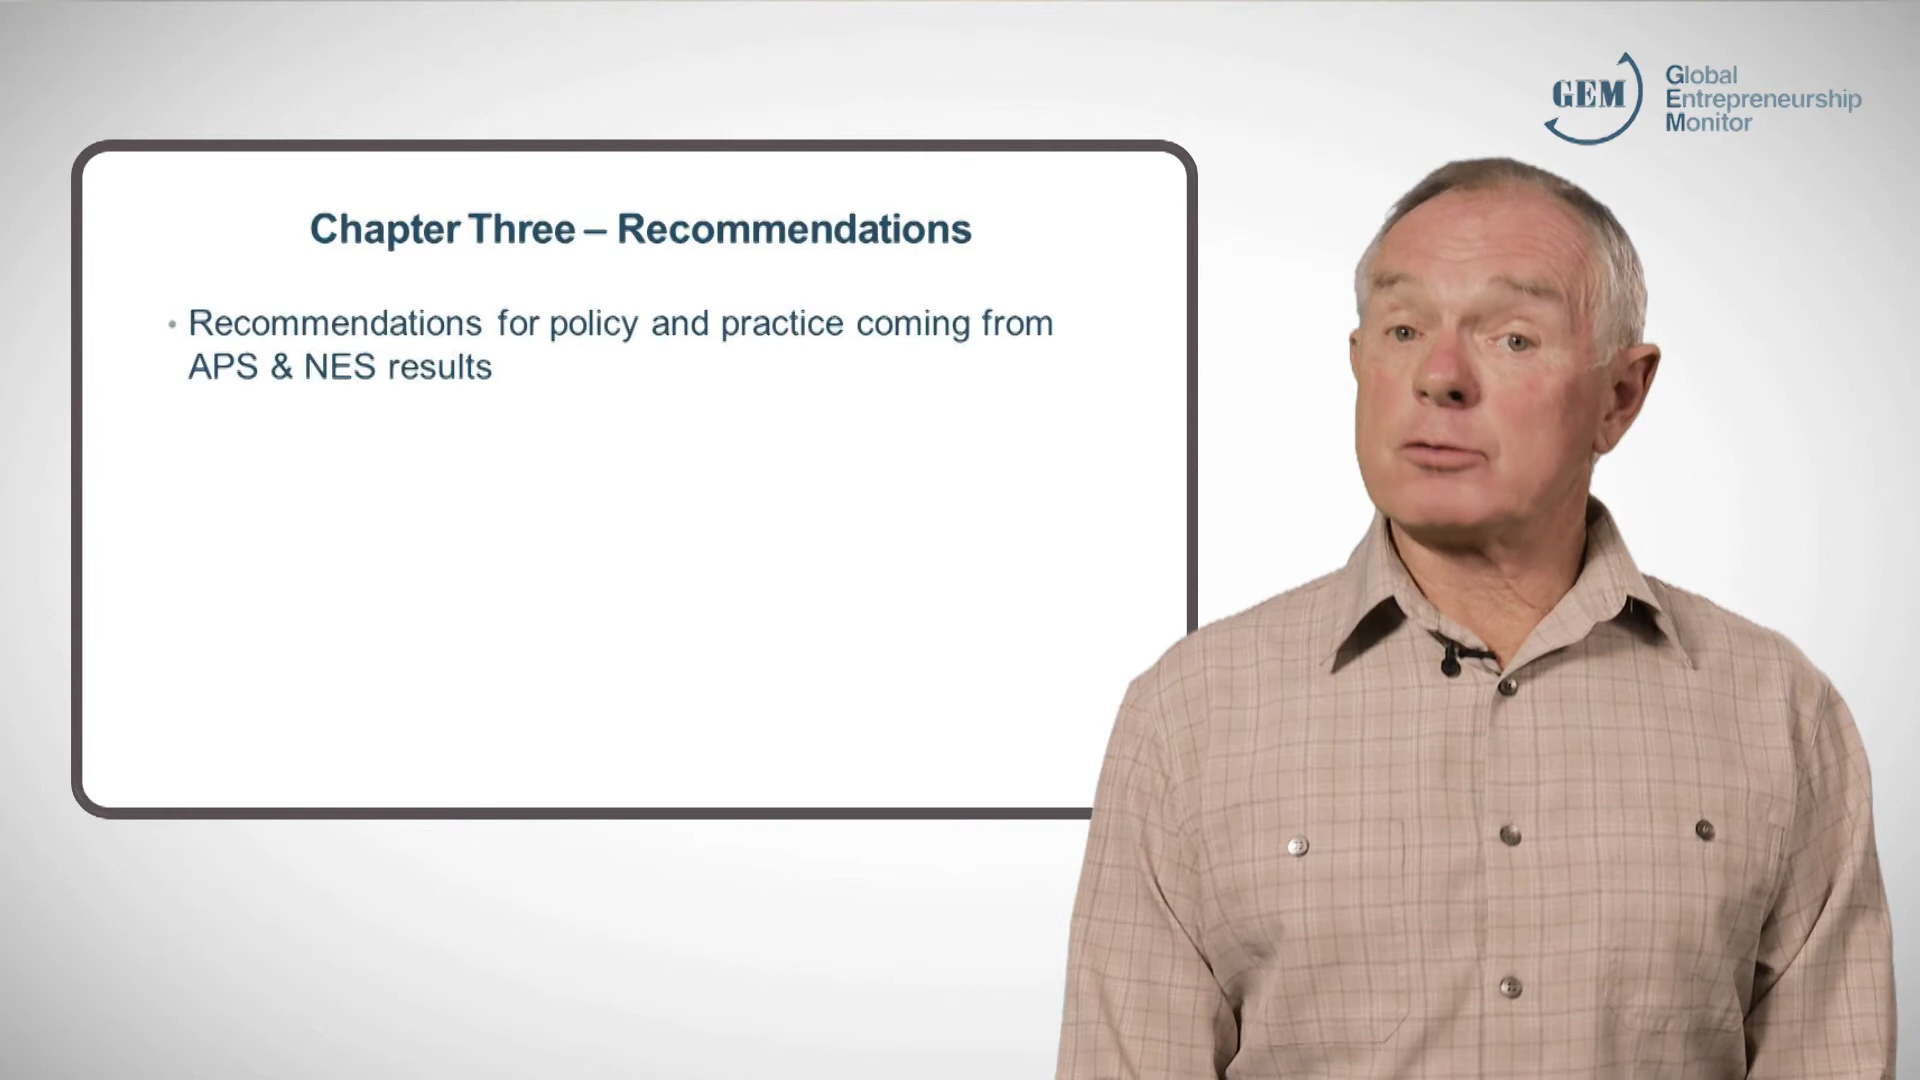 GEM
Global
Entrepreneurship
Monitor
Chapter Three – Recommendations
• Recommendations for policy and practice coming from
APS & NES results